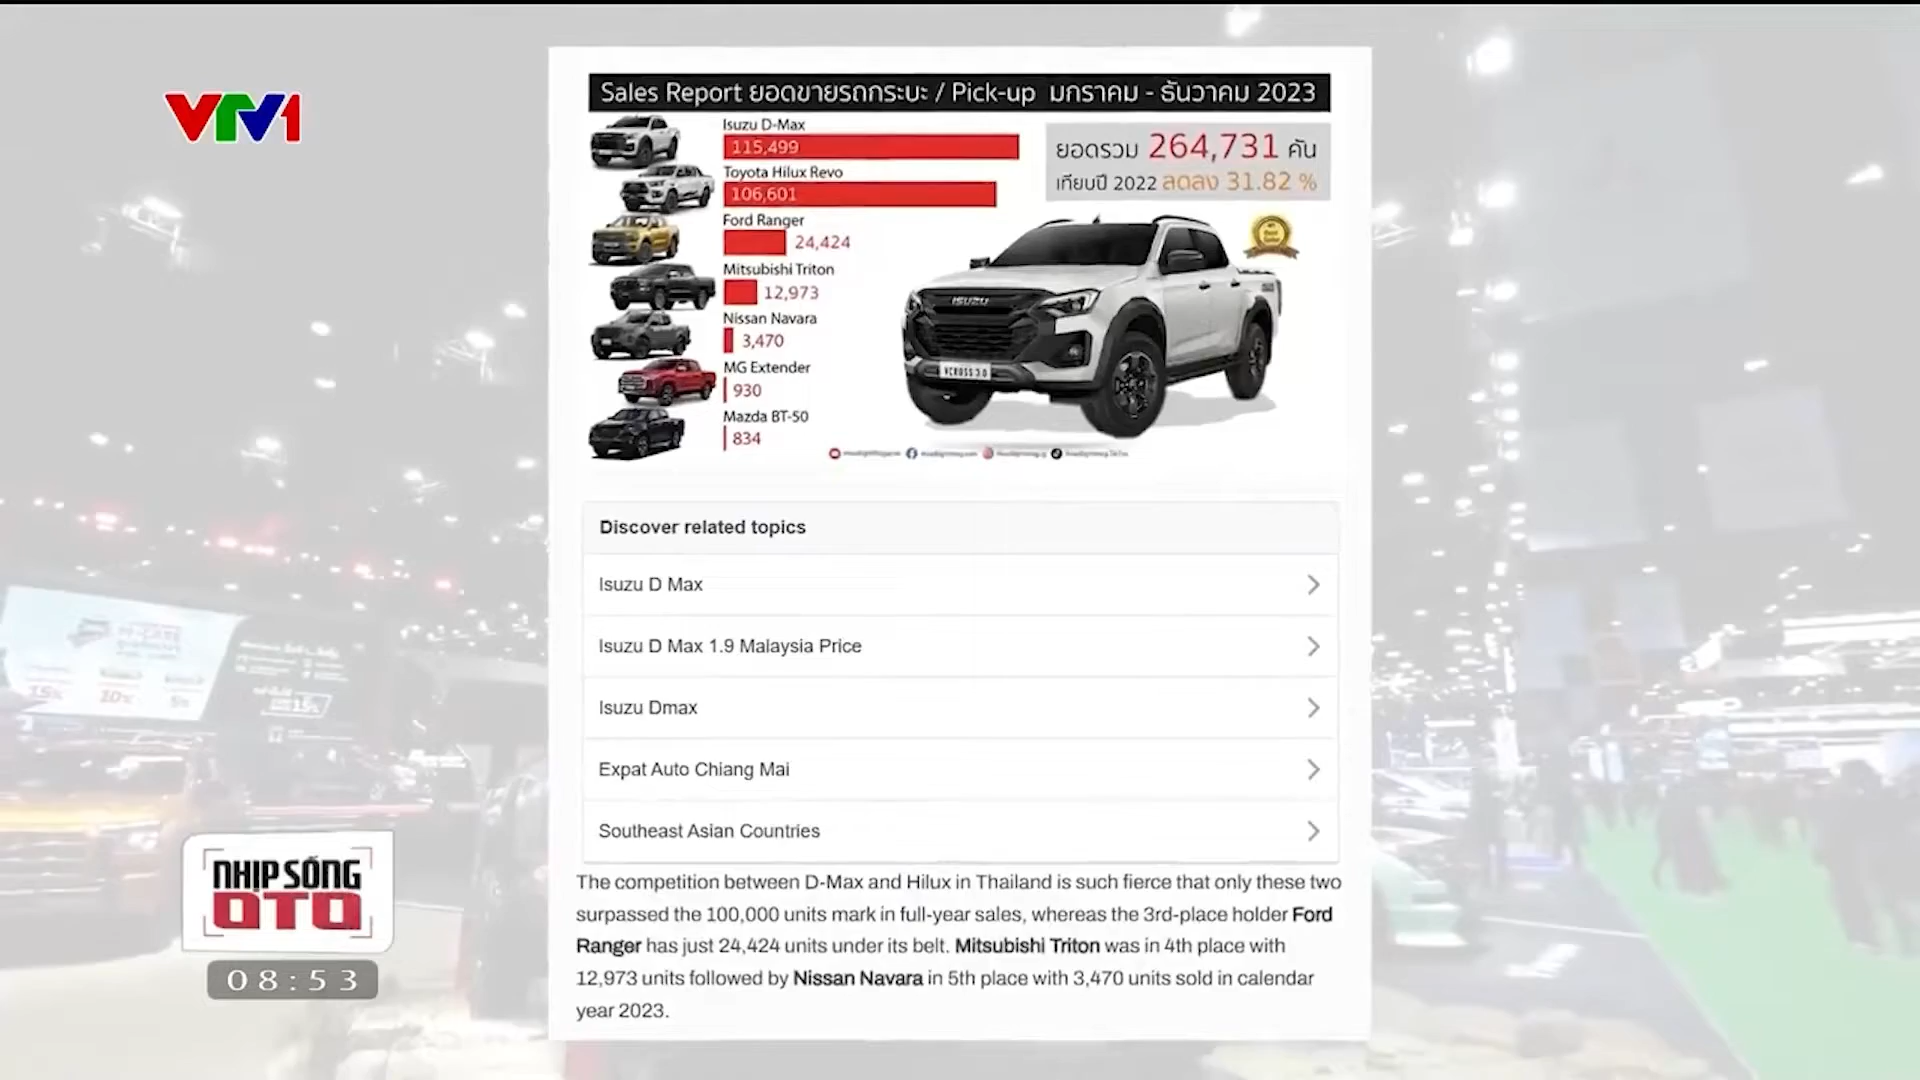 VTV1
Sales Report ยอดขายรถกระบะ / Pick-up มกราคม - ธันวาคม 2023
Isuzu D-Max
115,499
Toyota Hilux Revo
106,601
Ford Ranger
24,424
Mitsubishi Triton
12,973
Nissan Navara
3,470
MG Extender
930
Mazda BT-50
834
ยอดรวม 264,731 คัน
เทียบปี 2022 ลดลง 31.82 %
ISUZU
VCROSS 3.0
Discover related topics
Isuzu D Max
Isuzu D Max 1.9 Malaysia Price
Isuzu Dmax
Expat Auto Chiang Mai
Southeast Asian Countries
The competition between D-Max and Hilux in Thailand is such fierce that only these two
surpassed the 100,000 units mark in full-year sales, whereas the 3rd-place holder Ford
Ranger has just 24,424 units under its belt. Mitsubishi Triton was in 4th place with
12,973 units followed by Nissan Navara in 5th place with 3,470 units sold in calendar
year 2023.
NHỊP SỐNG
OTO
08:53